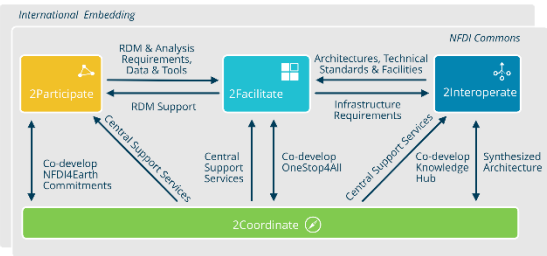 International Embedding
NFDI Commons
RDM & Analysis
Requirements,
Data & Tools
Architectures, Technical
Standards & Facilities
2Participate
2Facilitate
2Interoperate
RDM Support
Infrastructure
Requirements
Co-develop
NFDI4Earth
Commitments
Central Support Services
Central
Support
Services
Co-develop
OneStop4All
Central Support Services
Co-develop
Knowledge
Hub
Synthesized
Architecture
2Coordinate